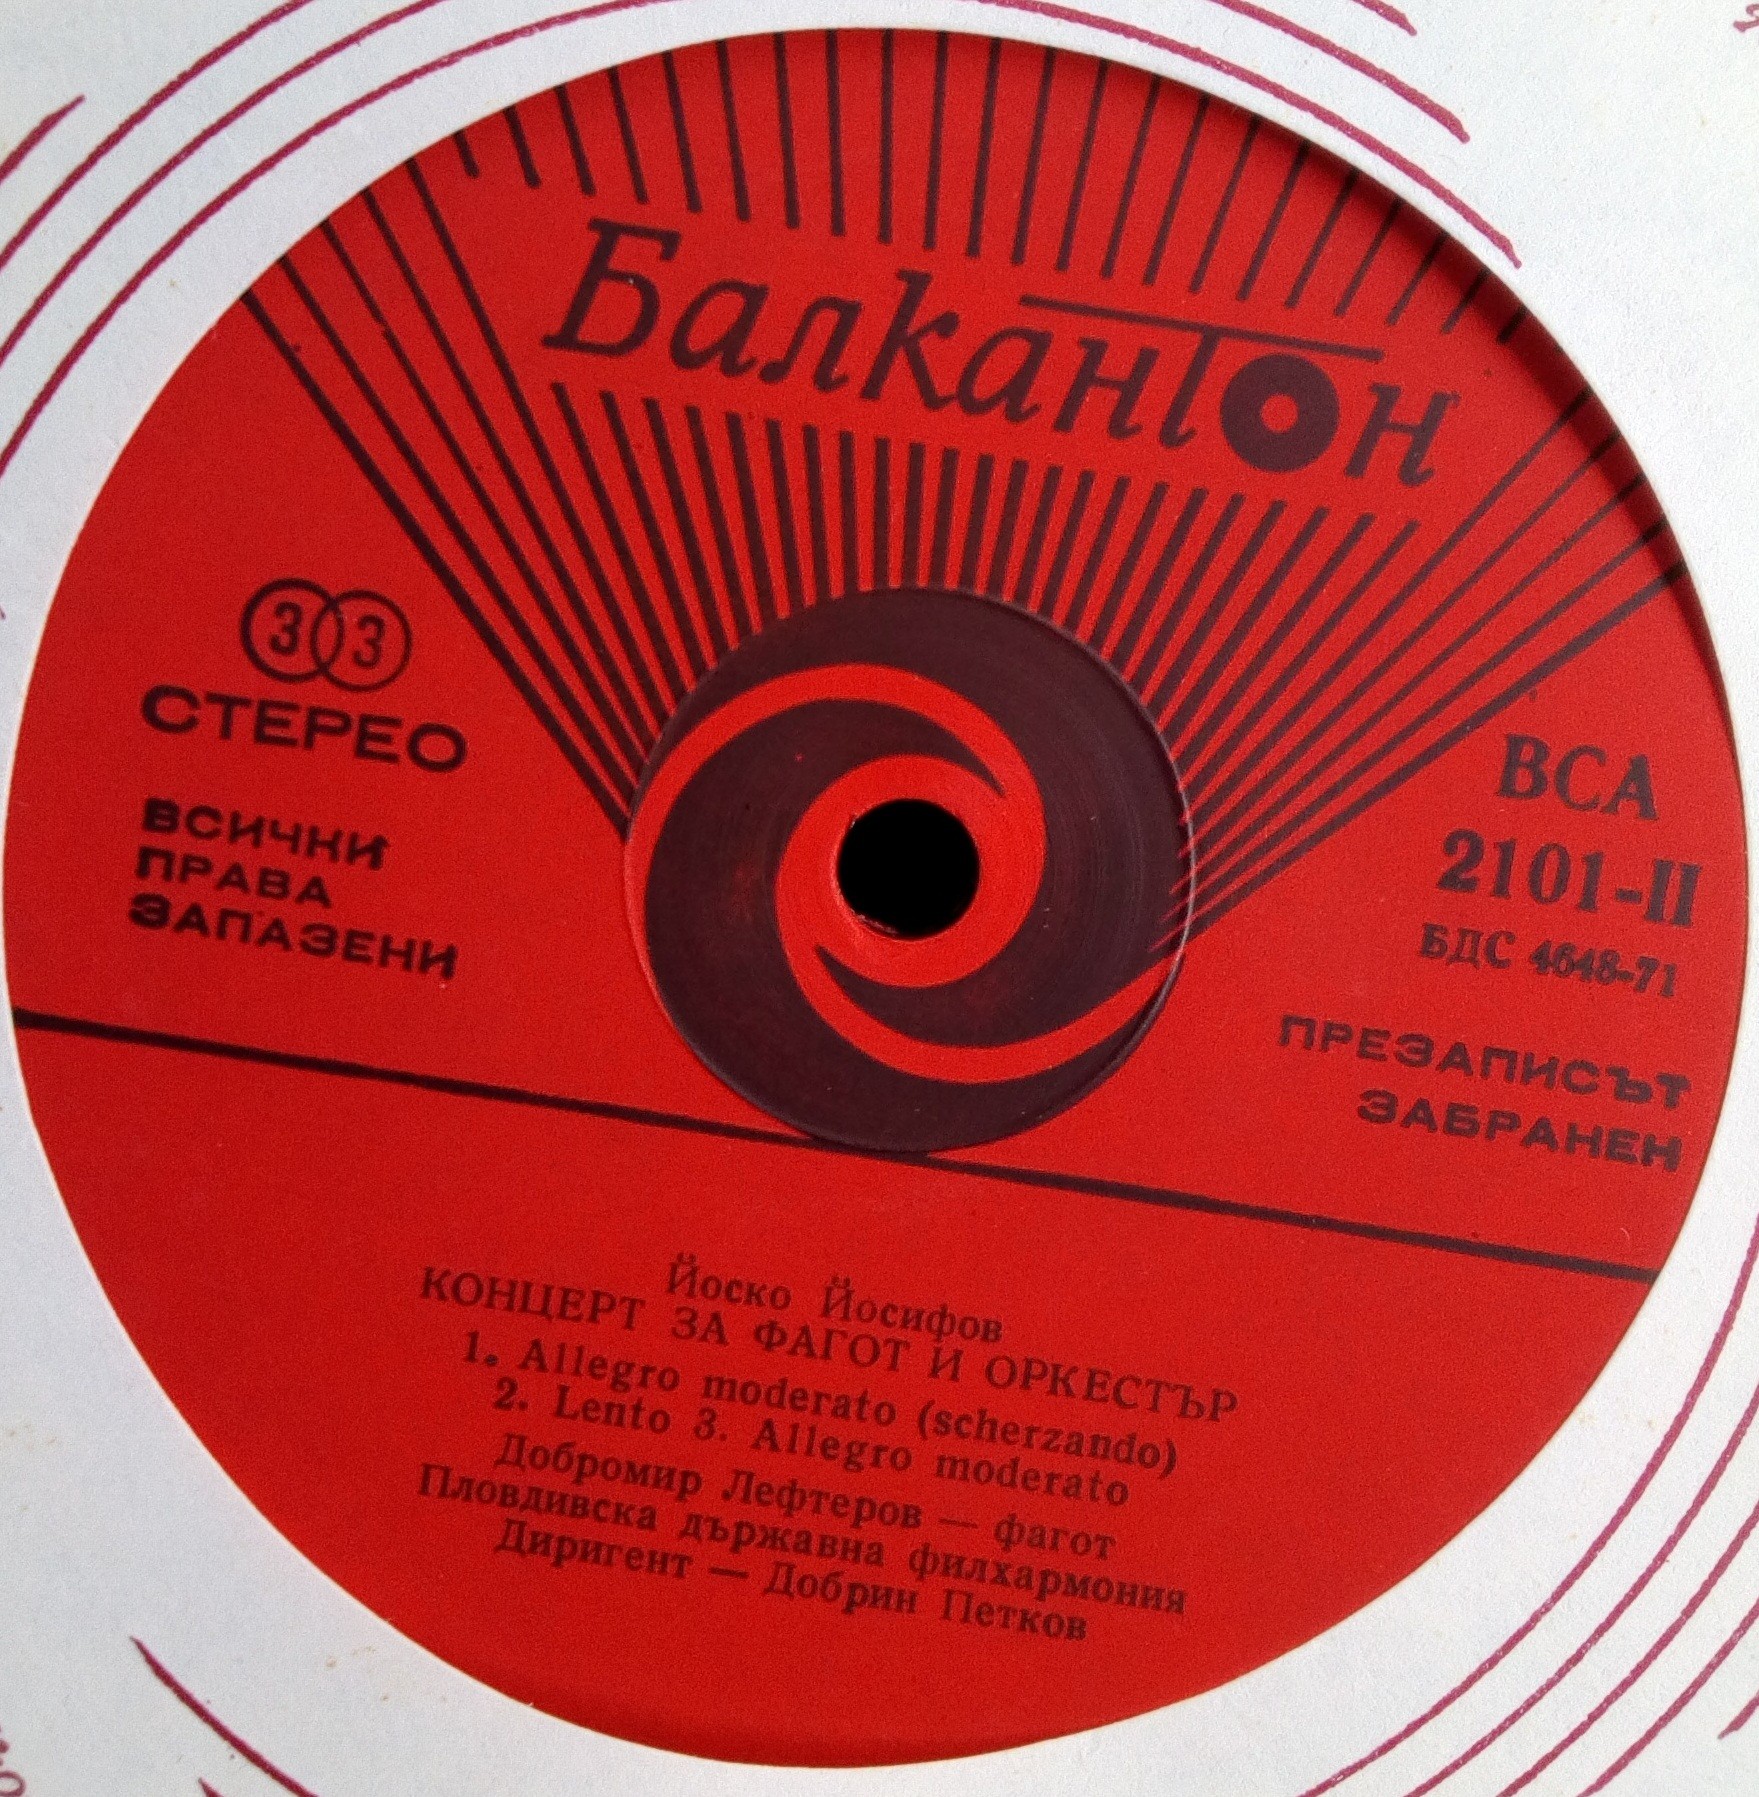 Балкантон
33
СТЕРЕО
ВСИЧКИ
ПРАВА
ЗАПАЗЕНИ
ВСА
2101-II
БДС 4648-71
ПРЕЗАПИСЪТ
ЗАБРАНЕН
Йоско Йосифов
КОНЦЕРТ ЗА ФАГОТ И ОРКЕСТЪР
1. Allegro moderato (scherzando)
2. Lento 3. Allegro moderato
Добромир Лефтеров — фагот
Пловдивска държавна филхармония
Диригент — Добрин Петков